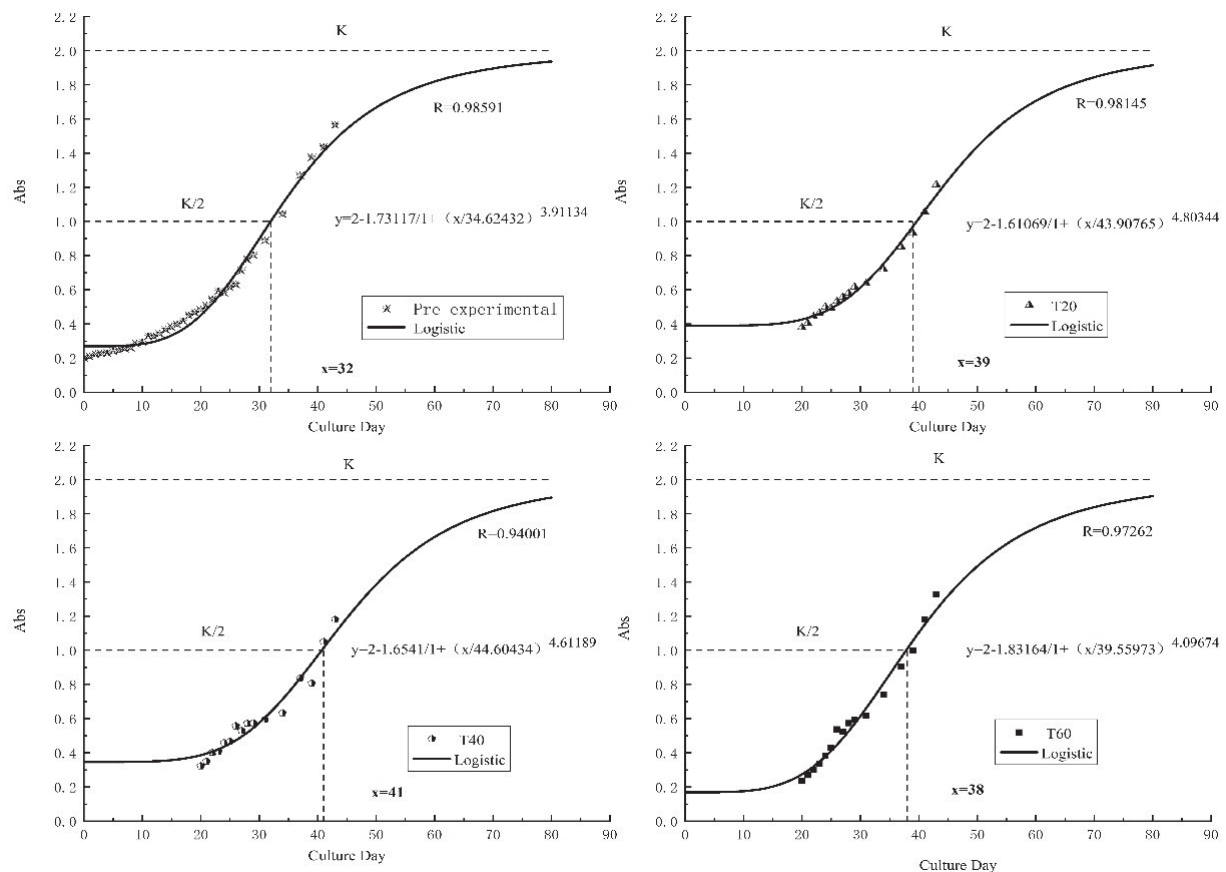 2.2
2.0
1.8
1.6
1.4
1.2
1.0
0.8
0.6
0.4
0.2
0.0
Abs
K
R=0.98591
K/2
y=2-1.73117/1+（x/34.62432）3.91134
Pre experimental
Logistic
x=32
0 10 20 30 40 50 60 70 80 90
Culture Day
2.2
2.0
1.8
1.6
1.4
1.2
1.0
0.8
0.6
0.4
0.2
0.0
Abs
K
R=0.98145
K/2
y=2-1.61069/1+（x/43.90765）4.80344
T20
Logistic
x=39
0 10 20 30 40 50 60 70 80 90
Culture Day
2.2
2.0
1.8
1.6
1.4
1.2
1.0
0.8
0.6
0.4
0.2
0.0
Abs
K
R=0.94001
K/2
y=2-1.6541/1+（x/44.60434）4.61189
T40
Logistic
x=41
0 10 20 30 40 50 60 70 80 90
Culture Day
2.2
2.0
1.8
1.6
1.4
1.2
1.0
0.8
0.6
0.4
0.2
0.0
Abs
K
R=0.97262
K/2
y=2-1.83164/1+（x/39.55973）4.09674
T60
Logistic
x=38
0 10 20 30 40 50 60 70 80 90
Culture Day